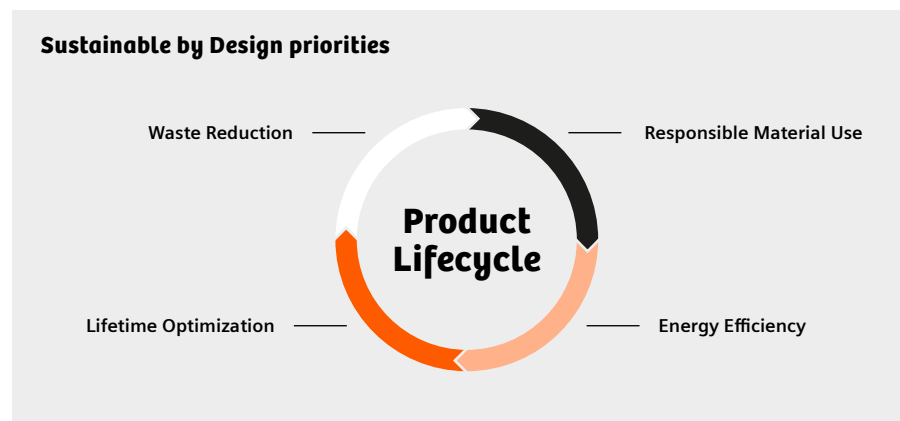 Sustainable by Design priorities
Waste Reduction
Responsible Material Use
Product
Lifecycle
Lifetime Optimization
Energy Efficiency